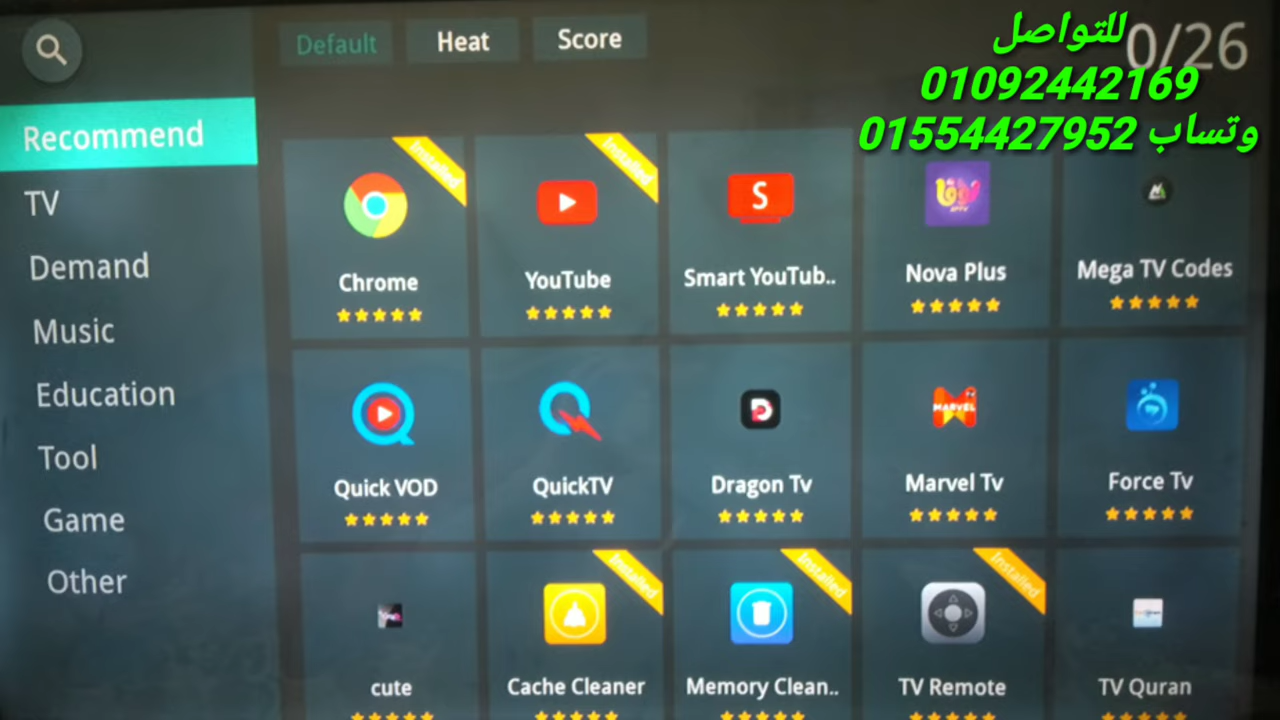 للتواصل
01092442169
وتساب 01554427952
0/26
Default
Heat
Score
Recommend
TV
Demand
Music
Education
Tool
Game
Other
Installed
Chrome
Installed
YouTube
S
Smart YouTub..
IPTV
Nova Plus
Mega TV Codes
Quick VOD
QuickTV
Dragon Tv
MARVEL
Marvel Tv
Force Tv
cute
Installed
Cache Cleaner
Installed
Memory Clean..
Installed
TV Remote
TV Quran